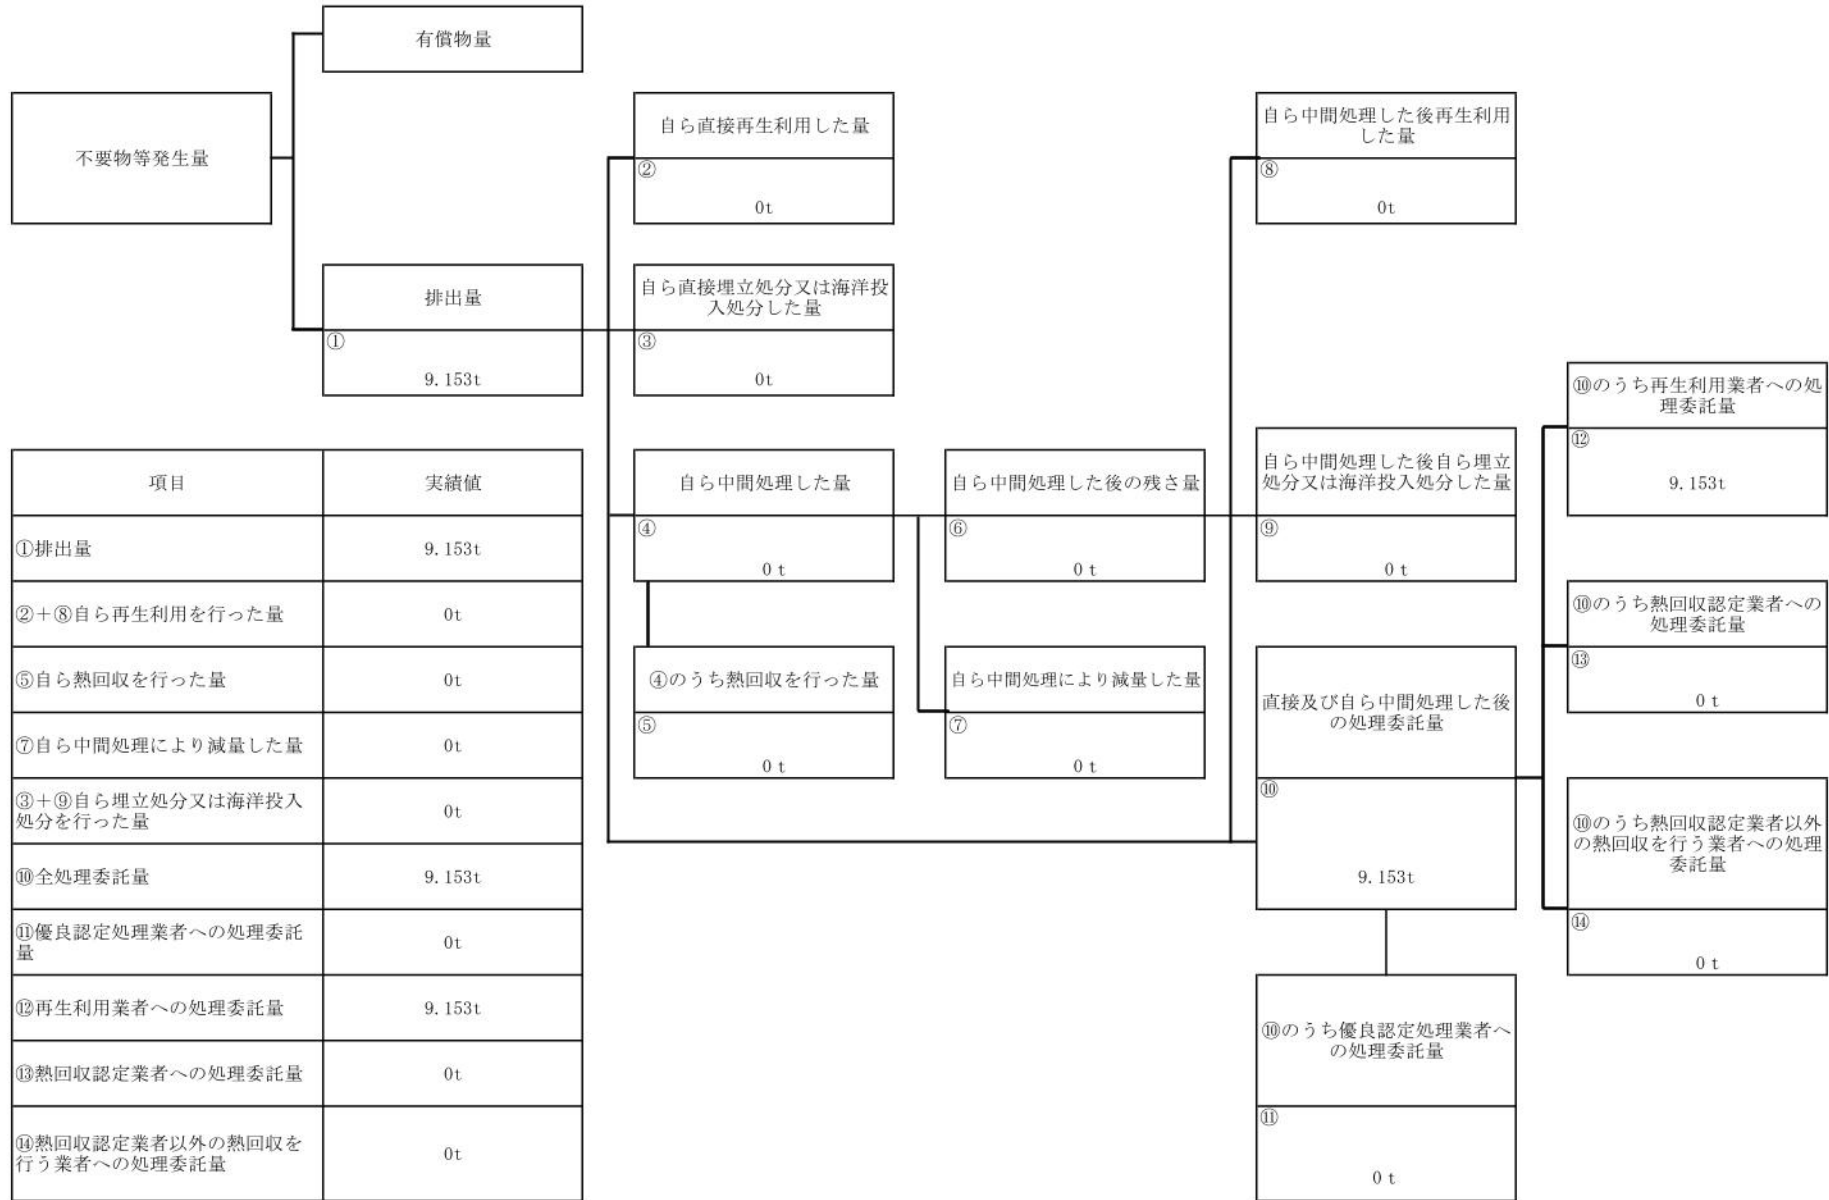 有償物量
不要物等発生量
排出量
①
9.153t
自ら直接再生利用した量
②
0t
自ら直接埋立処分又は海洋投
入処分した量
③
0t
自ら中間処理した後再生利用
した量
⑧
0t
項目 実績値
①排出量 9.153t
②＋⑧自ら再生利用を行った量 0t
⑤自ら熱回収を行った量 0t
⑦自ら中間処理により減量した量 0t
③＋⑨自ら埋立処分又は海洋投入
処分を行った量 0t
⑩全処理委託量 9.153t
⑪優良認定処理業者への処理委託
量 0t
⑫再生利用業者への処理委託量 9.153t
⑬熱回収認定業者への処理委託量 0t
⑭熱回収認定業者以外の熱回収を
行う業者への処理委託量 0t
自ら中間処理した量
④
0 t
④のうち熱回収を行った量
⑤
0 t
自ら中間処理した後の残さ量
⑥
0 t
自ら中間処理により減量した量
⑦
0 t
自ら中間処理した後自ら埋立
処分又は海洋投入処分した量
⑨
0 t
直接及び自ら中間処理した後
の処理委託量
⑩
9.153t
⑩のうち優良認定処理業者へ
の処理委託量
⑪
0 t
⑩のうち再生利用業者への処
理委託量
⑫
9.153t
⑩のうち熱回収認定業者への
処理委託量
⑬
0 t
⑩のうち熱回収認定業者以外
の熱回収を行う業者への処理
委託量
⑭
0 t